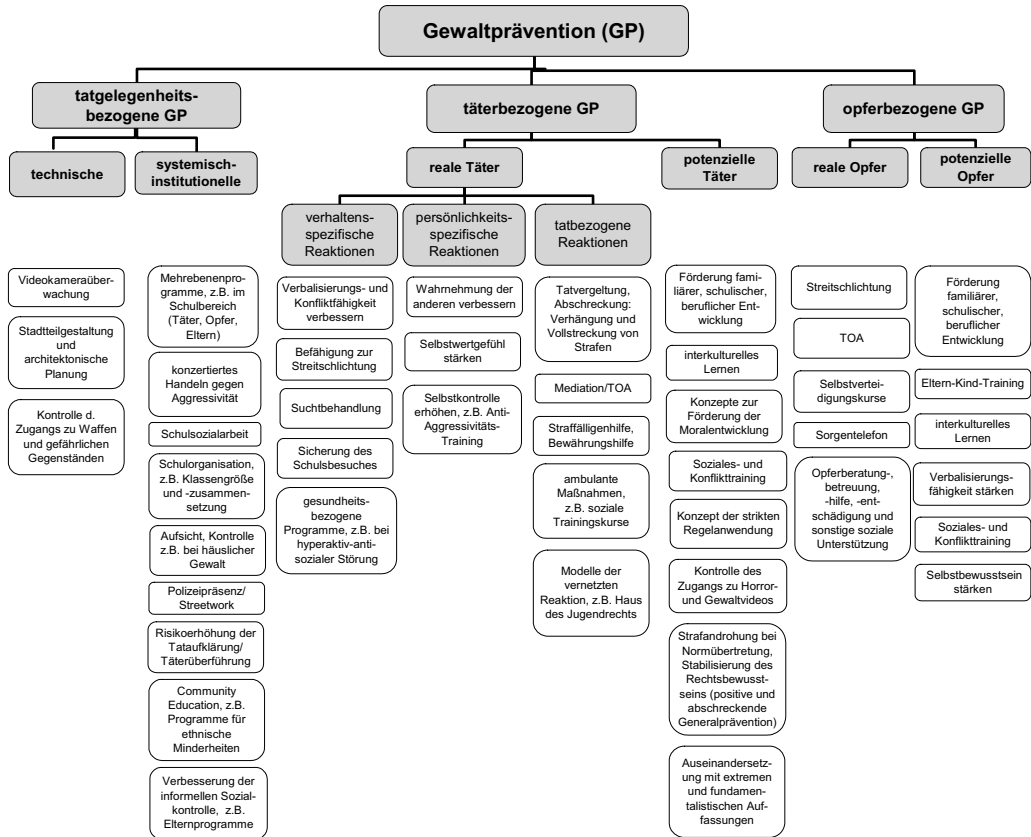 Gewaltprävention (GP)
tatgelegenheits-
bezogene GP
täterbezogene GP
opferbezogene GP
technische
systemisch-
institutionelle
reale Täter
potenzielle
Täter
reale Opfer
potenzielle
Opfer
verhaltens-
spezifische
Reaktionen
persönlichkeits-
spezifische
Reaktionen
tatbezogene
Reaktionen
Videokameraüber-
wachung
Stadtteilgestaltung
und
architektonische
Planung
Kontrolle d.
Zugangs zu Waffen
und gefährlichen
Gegenständen
Mehrebenenpro-
gramme, z.B. im
Schulbereich
(Täter, Opfer,
Eltern)
konzertiertes
Handeln gegen
Aggressivität
Schulsozialarbeit
Schulorganisation,
z.B. Klassengröße
und -zusammen-
setzung
Aufsicht, Kontrolle
z.B. bei häuslicher
Gewalt
Polizeipräsenz/
Streetwork
Risikoerhöhung der
Tataufklärung/
Täterüberführung
Community
Education, z.B.
Programme für
ethnische
Minderheiten
Verbesserung der
informellen Sozial-
kontrolle, z.B.
Elternprogramme
Verbalisierungs- und
Konfliktfähigkeit
verbessern
Befähigung zur
Streitschlichtung
Suchtbehandlung
Sicherung des
Schulsbesuches
gesundheits-
bezogene
Programme, z.B. bei
hyperaktiv-anti-
sozialer Störung
Wahrnehmung der
anderen verbessern
Selbstwertgefühl
stärken
Selbstkontrolle
erhöhen, z.B. Anti-
Aggressivitäts-
Training
Tatvergeltung,
Abschreckung:
Verhängung und
Vollstreckung von
Strafen
Mediation/TOA
Straffälligenhilfe,
Bewährungshilfe
ambulante
Maßnahmen,
z.B. soziale
Trainingskurse
Modelle der
vernetzten
Reaktion, z.B. Haus
des Jugendrechts
Förderung fami-
liärer, schulischer,
beruflicher Ent-
wicklung
interkulturelles
Lernen
Konzepte zur
Förderung der
Moralentwicklung
Soziales- und
Konflikttraining
Konzept der strikten
Regelanwendung
Kontrolle des
Zugangs zu Horror-
und Gewaltvideos
Strafandrohung bei
Normübertretung,
Stabilisierung des
Rechtsbewusst-
seins (positive und
abschreckende
Generalprävention)
Auseinandersetz-
ung mit extremen
und fundamen-
talistischen Auf-
fassungen
Streitschlichtung
TOA
Selbstvertei-
digungskurse
Sorgentelefon
Opferberatung-,
betreuung,
-hilfe, -ent-
schädigung und
sonstige soziale
Unterstützung
Förderung
familiärer,
schulischer,
beruflicher
Entwicklung
Eltern-Kind-Training
interkulturelles
Lernen
Verbalisierungs-
fähigkeit stärken
Soziales- und
Konflikttraining
Selbstbewusstsein
stärken